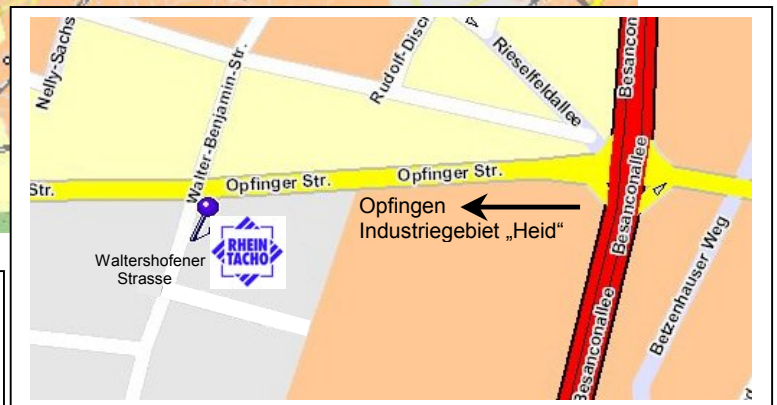 Nelly-Sachs
Walter-Benjamin-Str.
Rudolf-Disc
Rieselfeldallee
Besancon
Str.
Opfinger Str.
Opfinger Str.
Besanconallee
Opfingen
Industriegebiet „Heid“
Waltershofener
Strasse
RHEIN
TACHO
Betzenhauser Weg
Besanconallee